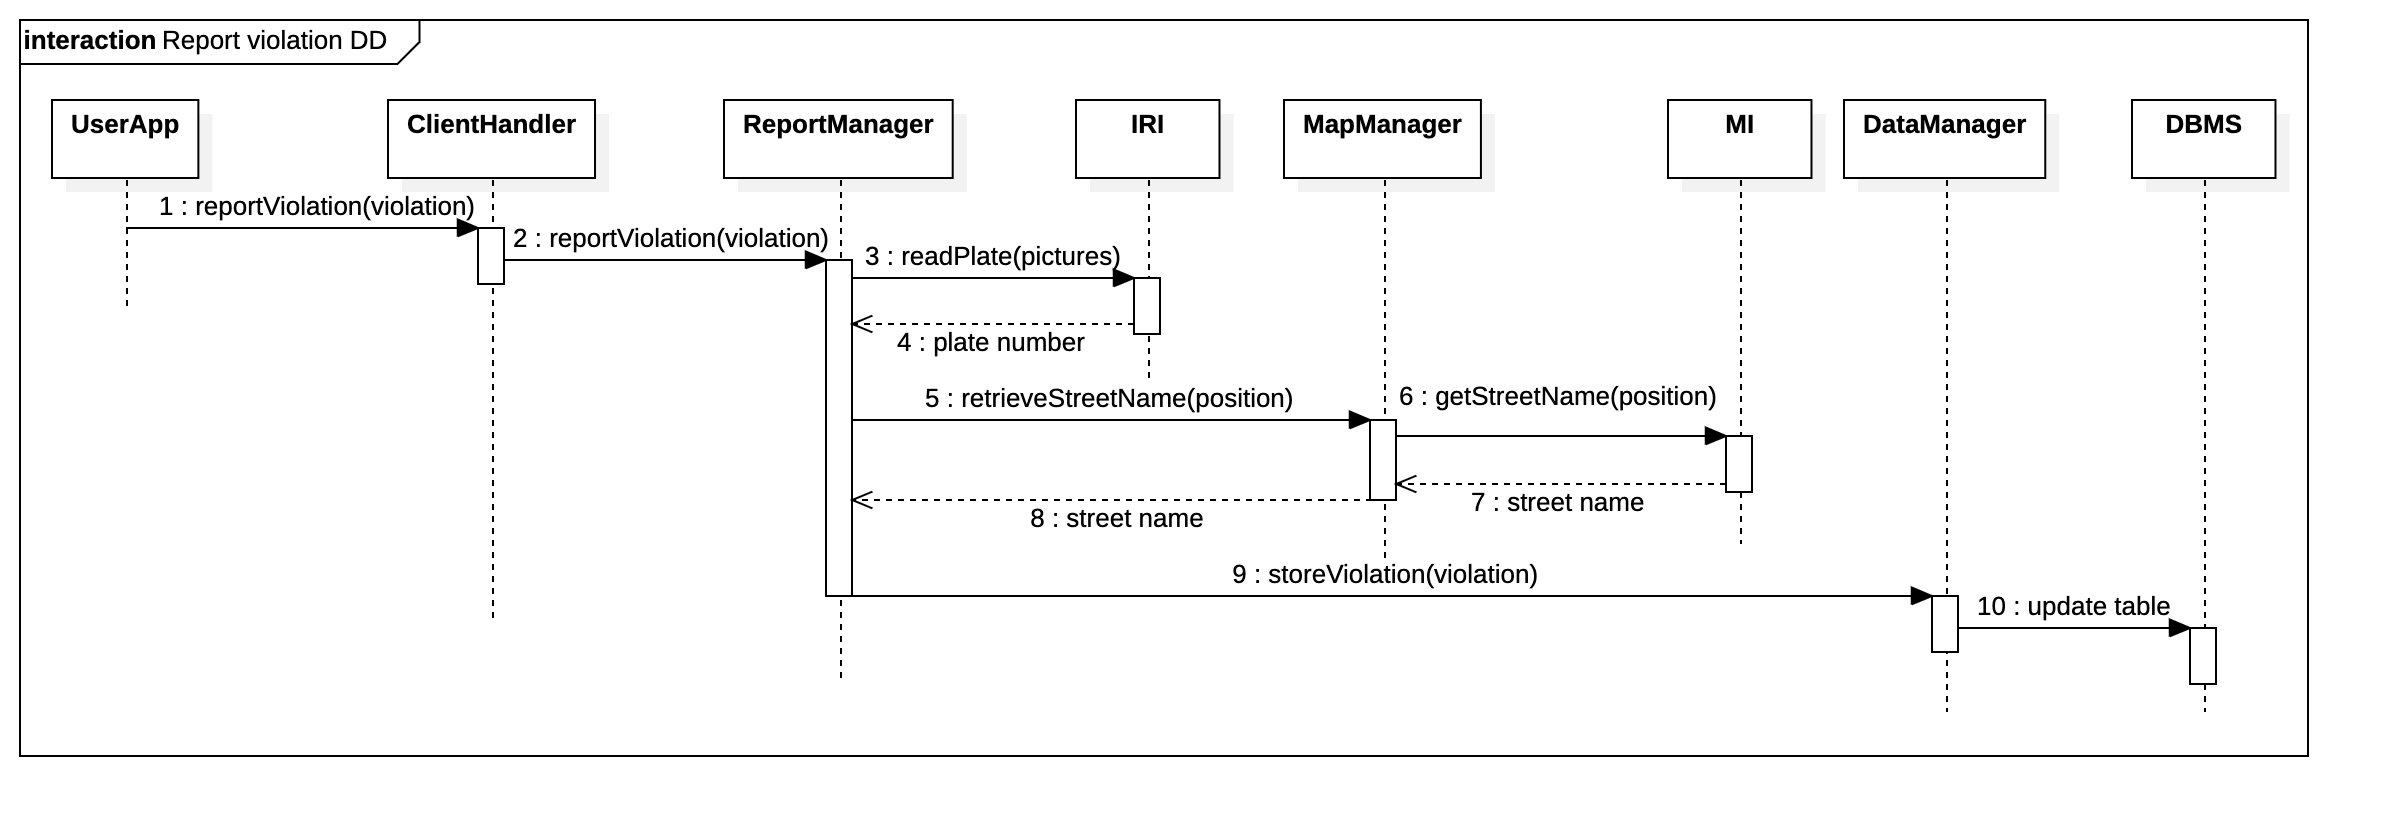 interaction Report violation DD
UserApp
ClientHandler
ReportManager
IRI
MapManager
MI
DataManager
DBMS
1 : reportViolation(violation)
2 : reportViolation(violation)
3 : readPlate(pictures)
4 : plate number
5 : retrieveStreetName(position)
6 : getStreetName(position)
7 : street name
8 : street name
9 : storeViolation(violation)
10 : update table